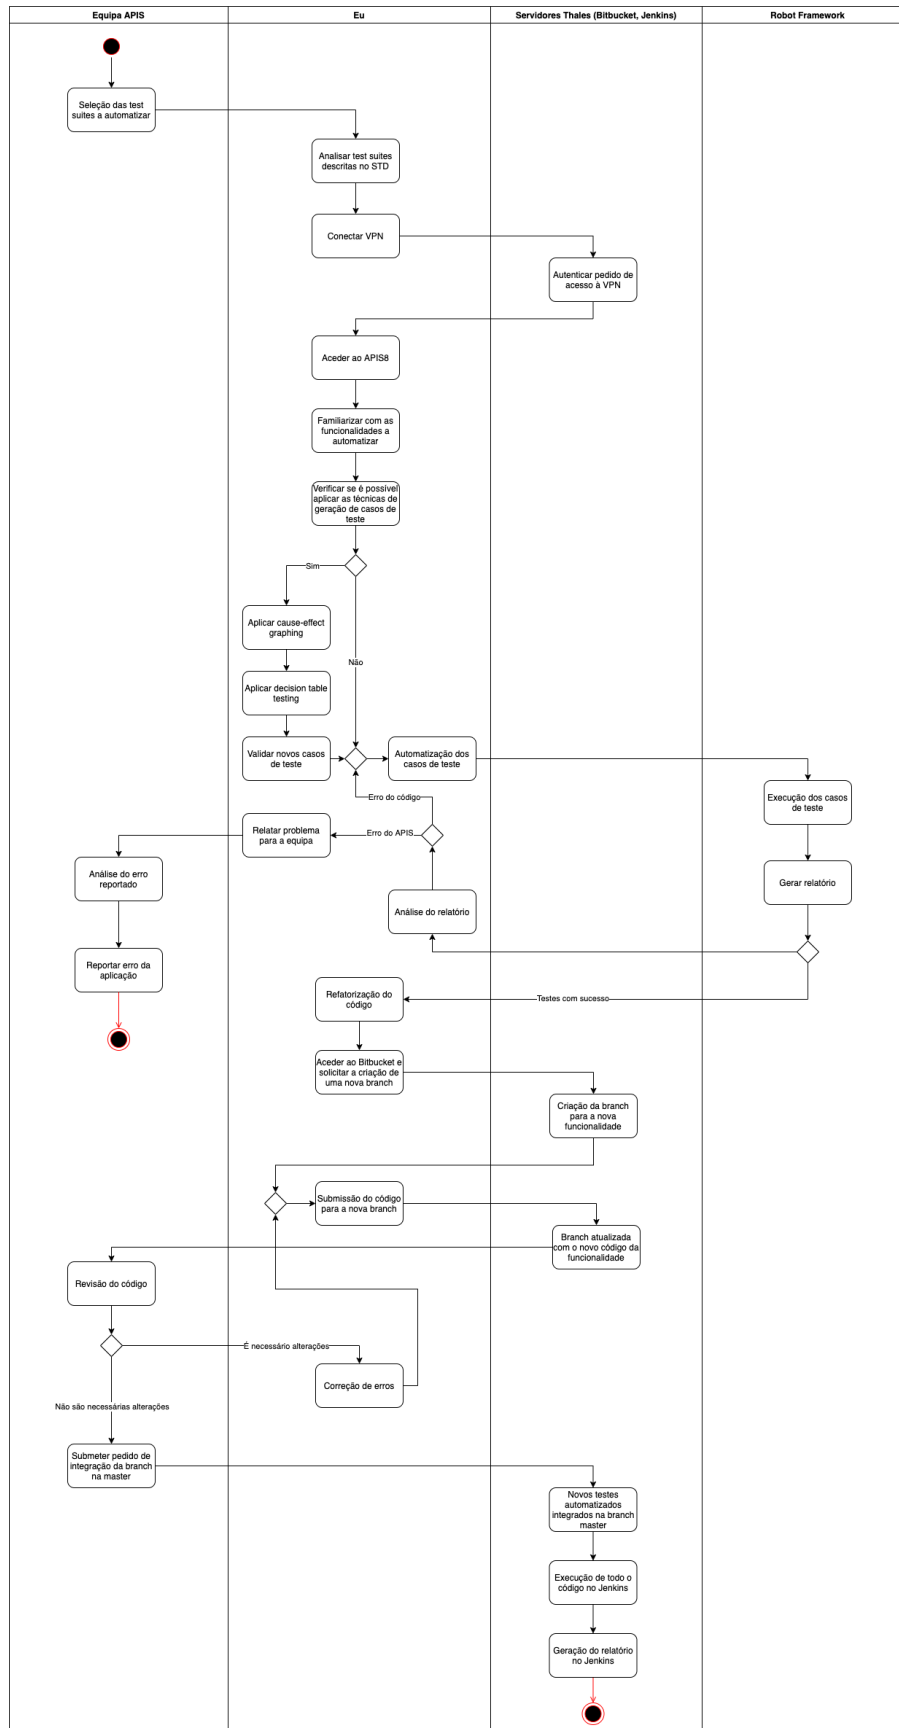 Equipa APIS
Eu
Servidores Thales (Bitbucket, Jenkins)
Robot Framework
Seleção das test
suites a automatizar
Analisar test suites
descritas no STD
Conectar VPN
Autenticar pedido de
acesso à VPN
Aceder ao APIS8
Familiarizar com as
funcionalidades a
automatizar
Verificar se é possível
aplicar as técnicas de
geração de casos de
teste
Sim
Aplicar cause-effect
graphing
Não
Aplicar decision table
testing
Validar novos casos
de teste
Automatização dos
casos de teste
Execução dos casos
de teste
Erro do código
Relatar problema
para a equipa
Erro do APIS
Análise do erro
reportado
Gerar relatório
Análise do relatório
Reportar erro da
aplicação
Testes com sucesso
Refatorização do
código
Aceder ao Bitbucket e
solicitar a criação de
uma nova branch
Criação da branch
para a nova
funcionalidade
Submissão do código
para a nova branch
Branch atualizada
com o novo código da
funcionalidade
Revisão do código
É necessário alterações
Correção de erros
Não são necessárias alterações
Submeter pedido de
integração da branch
na master
Novos testes
automatizados
integrados na branch
master
Execução de todo o
código no Jenkins
Geração do relatório
no Jenkins